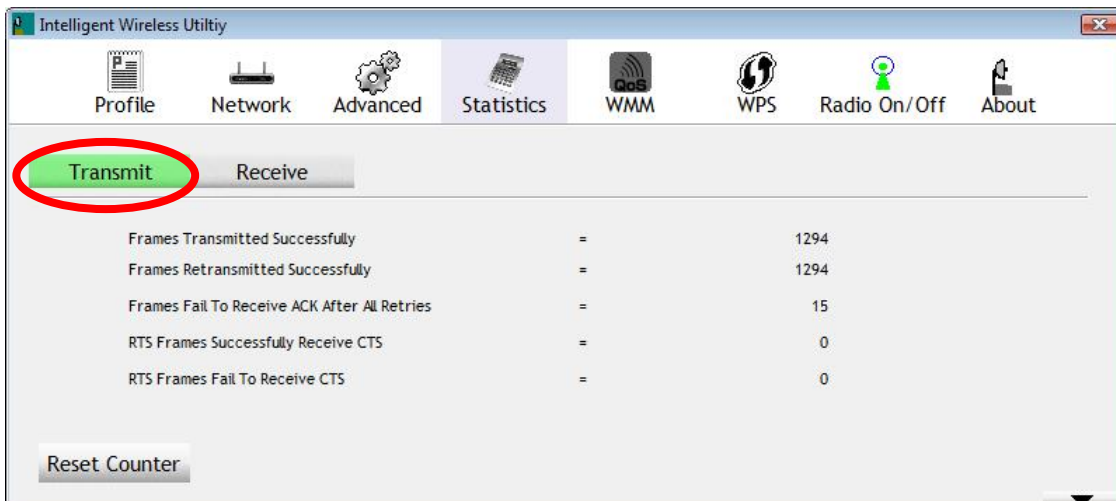 Intelligent Wireless Utiltiy
Profile Network Advanced Statistics WMM WPS Radio On/Off About
QoS
Transmit Receive
Frames Transmitted Successfully = 1294
Frames Retransmitted Successfully = 1294
Frames Fail To Receive ACK After All Retries = 15
RTS Frames Successfully Receive CTS = 0
RTS Frames Fail To Receive CTS = 0
Reset Counter